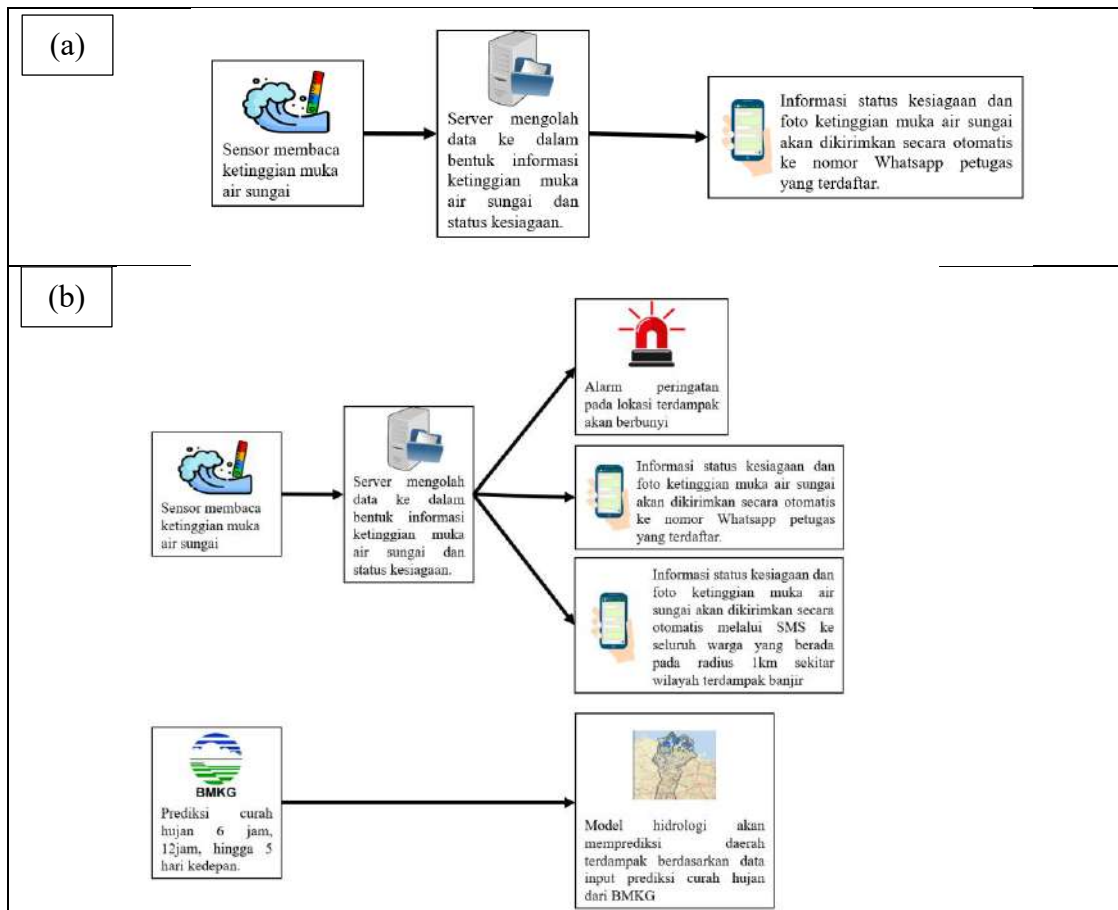 (a)
Sensor membaca
ketinggian muka
air sungai
Server mengolah
data ke dalam
bentuk informasi
ketinggian muka
air sungai dan
status kesiagaan.
Informasi status kesiagaan dan
foto ketinggian muka air sungai
akan dikirimkan secara otomatis
ke nomor Whatsapp petugas
yang terdaftar.
(b)
Sensor membaca
ketinggian muka
air sungai
Server mengolah
data ke dalam
bentuk informasi
ketinggian muka
air sungai dan
status kesiagaan.
Alarm peringatan
pada lokasi terdampak
akan berbunyi
Informasi status kesiagaan dan
foto ketinggian muka air sungai
akan dikirimkan secara otomatis
ke nomor Whatsapp petugas
yang terdaftar.
Informasi status kesiagaan dan
foto ketinggian muka air
sungai akan dikirimkan secara
otomatis melalui SMS ke
seluruh warga yang berada
pada radius 1km sekitar
wilayah terdampak banjir
BMKG
Prediksi curah
hujan 6 jam,
12jam, hingga 5
hari kedepan.
Model hidrologi akan
memprediksi daerah
terdampak berdasarkan data
input prediksi curah hujan
dari BMKG